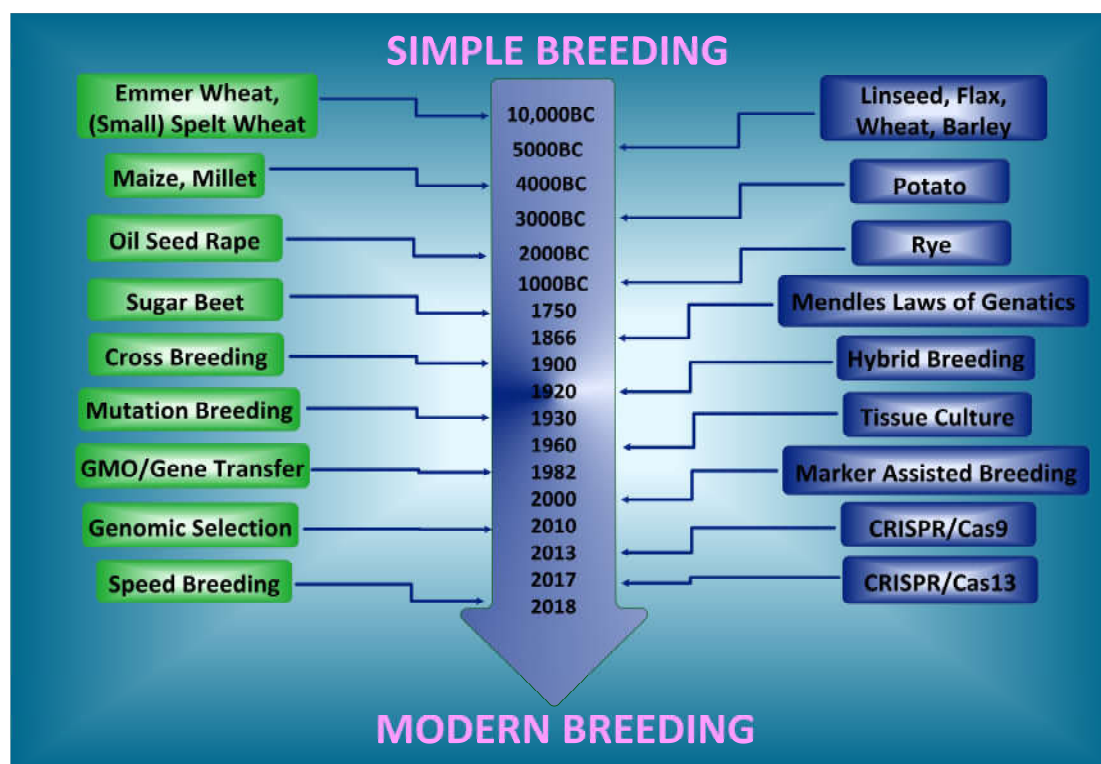 SIMPLE BREEDING
Emmer Wheat,
(Small) Spelt Wheat
Maize, Millet
Oil Seed Rape
Sugar Beet
Cross Breeding
Mutation Breeding
GMO/Gene Transfer
Genomic Selection
Speed Breeding
10,000BC
5000BC
4000BC
3000BC
2000BC
1000BC
1750
1866
1900
1920
1930
1960
1982
2000
2010
2013
2017
2018
Linseed, Flax,
Wheat, Barley
Potato
Rye
Mendles Laws of Genatics
Hybrid Breeding
Tissue Culture
Marker Assisted Breeding
CRISPR/Cas9
CRISPR/Cas13
MODERN BREEDING